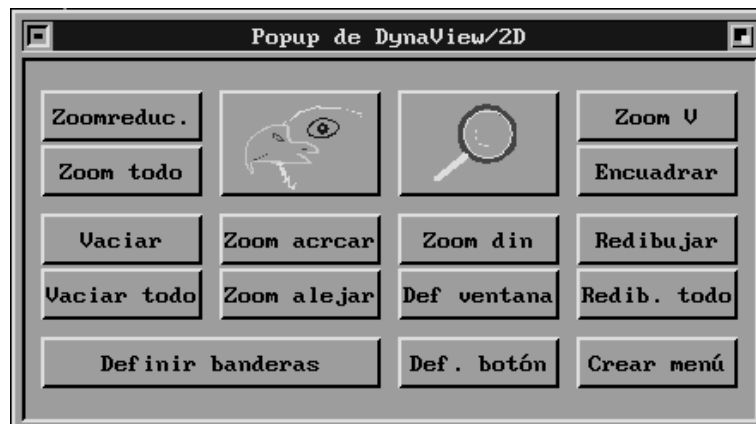 Popup de DynaView/2D
Zoomreduc.
Zoom V
Zoom todo
Encuadrar
Vaciar
Zoom acrcar
Zoom din
Redibujar
Vaciar todo
Zoom alejar
Def ventana
Redib. todo
Definir banderas
Def. botón
Crear menú